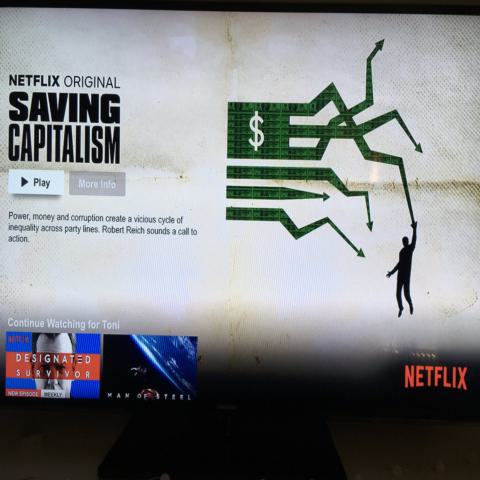 NETFLIX ORIGINAL
SAVING
CAPITALISM
Play
More Info
Power, money and corruption create a vicious cycle of
inequality across party lines. Robert Reich sounds a call to
action.
$
Continue Watching for Toni
NETFLIX
DESIGNATED
SURVIVOR
NEW EPISODE WEEKLY
MAN OF STEEL
NETFLIX